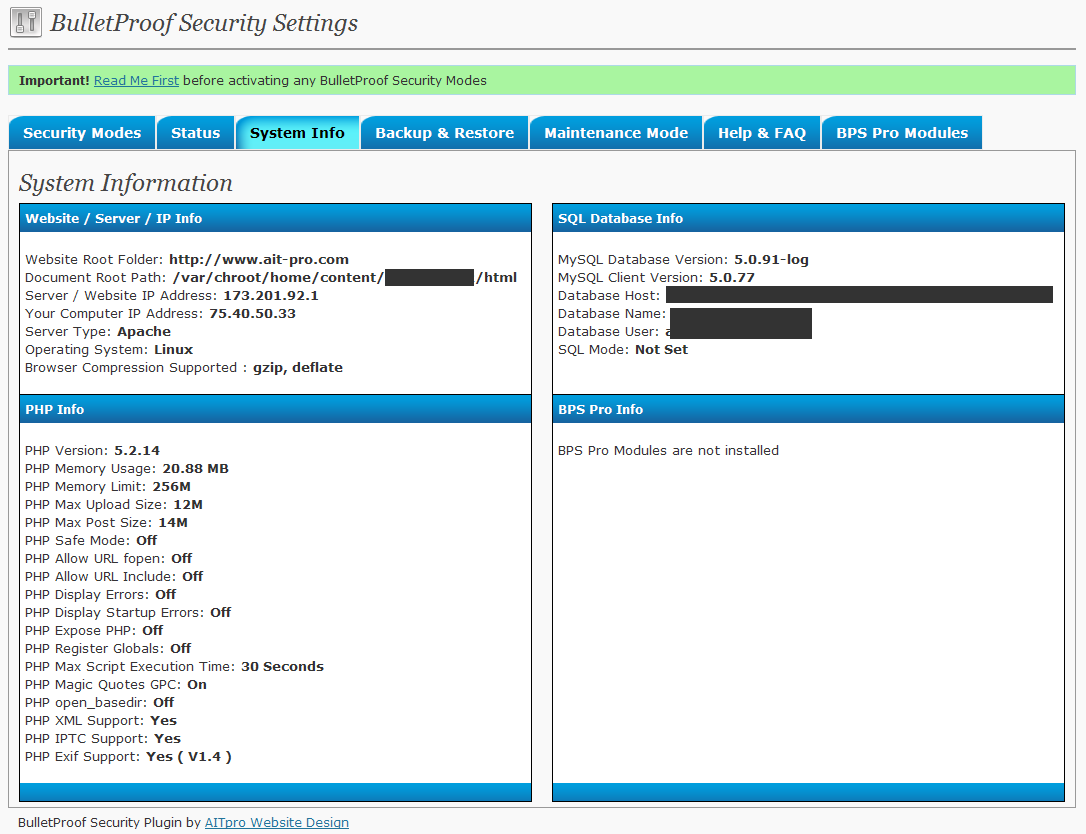 BulletProof Security Settings
Important! Read Me First before activating any BulletProof Security Modes
Security Modes
Status
System Info
Backup & Restore
Maintenance Mode
Help & FAQ
BPS Pro Modules
System Information
Website / Server / IP Info
Website Root Folder: http://www.ait-pro.com
Document Root Path: /var/chroot/home/content/ /html
Server / Website IP Address: 173.201.92.1
Your Computer IP Address: 75.40.50.33
Server Type: Apache
Operating System: Linux
Browser Compression Supported : gzip, deflate
SQL Database Info
MySQL Database Version: 5.0.91-log
MySQL Client Version: 5.0.77
Database Host:
Database Name:
Database User:
SQL Mode: Not Set
PHP Info
PHP Version: 5.2.14
PHP Memory Usage: 20.88 MB
PHP Memory Limit: 256M
PHP Max Upload Size: 12M
PHP Max Post Size: 14M
PHP Safe Mode: Off
PHP Allow URL fopen: Off
PHP Allow URL Include: Off
PHP Display Errors: Off
PHP Display Startup Errors: Off
PHP Expose PHP: Off
PHP Register Globals: Off
PHP Max Script Execution Time: 30 Seconds
PHP Magic Quotes GPC: On
PHP open_basedir: Off
PHP XML Support: Yes
PHP IPTC Support: Yes
PHP Exif Support: Yes ( V1.4 )
BPS Pro Info
BPS Pro Modules are not installed
BulletProof Security Plugin by AITpro Website Design